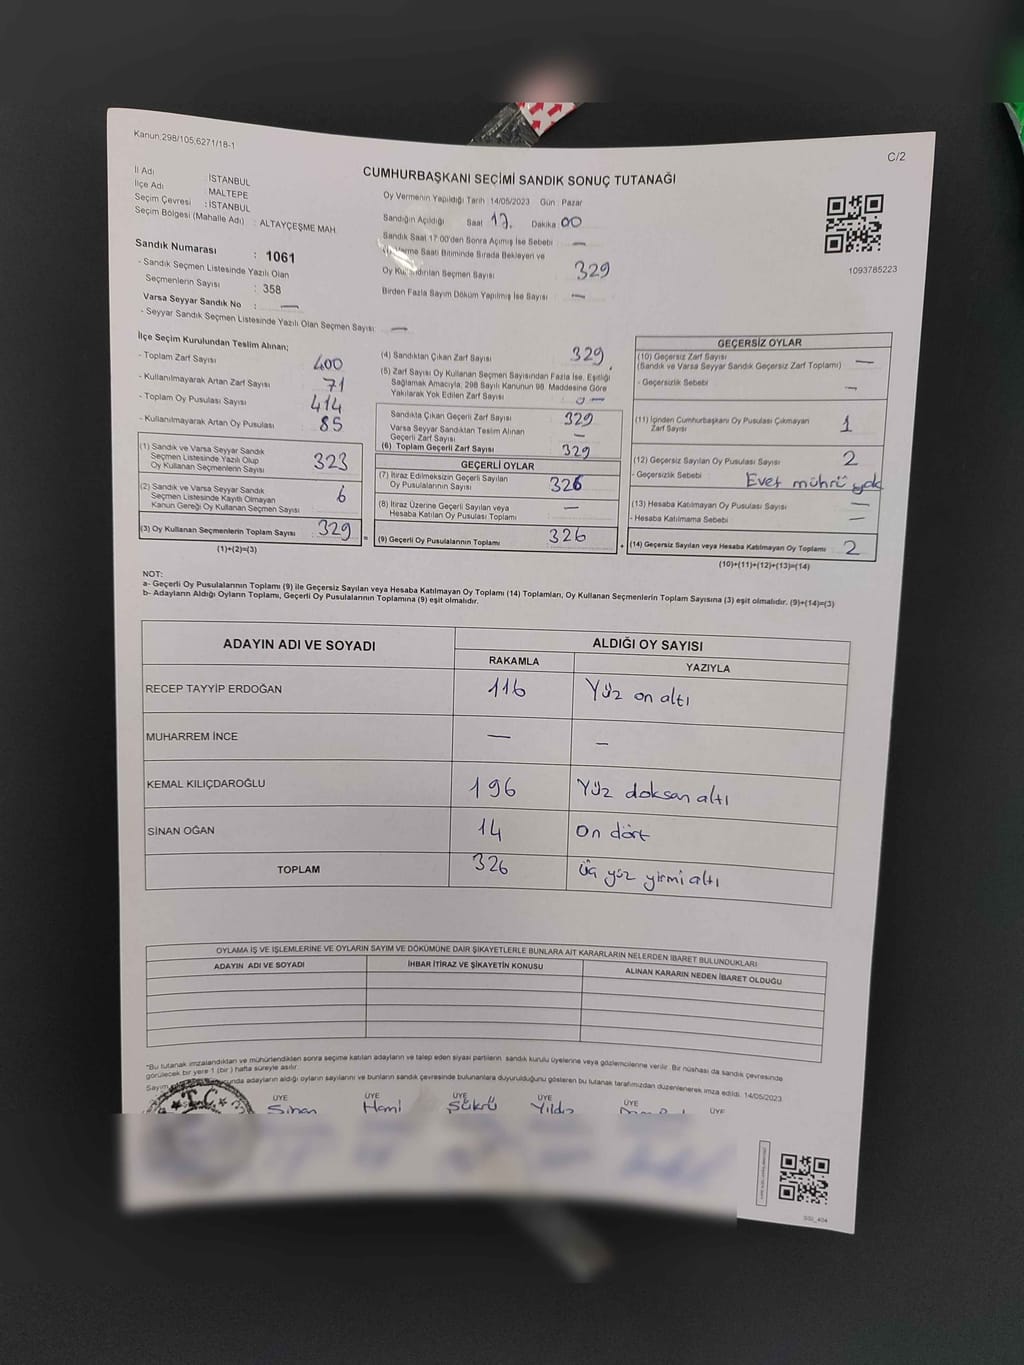 Kanun:298/105,6271/18-1
C/2
CUMHURBAŞKANI SEÇİMİ SANDIK SONUÇ TUTANAĞI
İl Adı : İSTANBUL
İlçe Adı : MALTEPE
Seçim Çevresi : İSTANBUL
Seçim Bölgesi (Mahalle Adı) : ALTAYÇEŞME MAH.
Sandık Numarası : 1061
- Sandık Seçmen Listesinde Yazılı Olan
Seçmenlerin Sayısı : 358
Varsa Seyyar Sandık No : —
- Seyyar Sandık Seçmen Listesinde Yazılı Olan Seçmen Sayısı: —
Oy Vermenin Yapıldığı Tarih 14/05/2023 Gün : Pazar
Sandığın Açıldığı Saat 17. Dakika 00
Sandık Saat 17:00'den Sonra Açılmış İse Sebebi —
Verme Saati Bitiminde Sırada Bekleyen ve
Oy Kullandırılan Seçmen Sayısı 329
Birden Fazla Sayım Döküm Yapılmış İse Sayısı —
1093785223
İlçe Seçim Kurulundan Teslim Alınan;
- Toplam Zarf Sayısı 400
- Kullanılmayarak Artan Zarf Sayısı 71
- Toplam Oy Pusulası Sayısı 414
- Kullanılmayarak Artan Oy Pusulası 85
(1) Sandık ve Varsa Seyyar Sandık
Seçmen Listesinde Yazılı Olup
Oy Kullanan Seçmenlerin Sayısı 323
(2) Sandık ve Varsa Seyyar Sandık
Seçmen Listesinde Kayıtlı Olmayan
Kanun Gereği Oy Kullanan Seçmen Sayısı 6
(3) Oy Kullanan Seçmenlerin Toplam Sayısı 329
(1)+(2)=(3)
(4) Sandıktan Çıkan Zarf Sayısı 329
(5) Zarf Sayısı Oy Kullanan Seçmen Sayısından Fazla İse, Eşitliği
Sağlamak Amacıyla; 298 Sayılı Kanunun 98. Maddesine Göre
Yakılarak Yok Edilen Zarf Sayısı —
Sandıkta Çıkan Geçerli Zarf Sayısı 329
Varsa Seyyar Sandıktan Teslim Alınan
Geçerli Zarf Sayısı —
(6) Toplam Geçerli Zarf Sayısı 329
GEÇERLİ OYLAR
(7) İtiraz Edilmeksizin Geçerli Sayılan
Oy Pusulalarının Sayısı 326
(8) İtiraz Üzerine Geçerli Sayılan veya
Hesaba Katılan Oy Pusulası Toplamı —
= (9) Geçerli Oy Pusulalarının Toplamı 326
GEÇERSİZ OYLAR
(10) Geçersiz Zarf Sayısı
(Sandık ve Varsa Seyyar Sandık Geçersiz Zarf Toplamı) —
- Geçersizlik Sebebi —
(11) İçinden Cumhurbaşkanı Oy Pusulası Çıkmayan
Zarf Sayısı 1
(12) Geçersiz Sayılan Oy Pusulası Sayısı 2
- Geçersizlik Sebebi Evet mührü yok
(13) Hesaba Katılmayan Oy Pusulası Sayısı —
- Hesaba Katılmama Sebebi —
+ (14) Geçersiz Sayılan veya Hesaba Katılmayan Oy Toplamı 2
(10)+(11)+(12)+(13)=(14)
NOT:
a- Geçerli Oy Pusulalarının Toplamı (9) ile Geçersiz Sayılan veya Hesaba Katılmayan Oy Toplamı (14) Toplamları, Oy Kullanan Seçmenlerin Toplam Sayısına (3) eşit olmalıdır. (9)+(14)=(3)
b- Adayların Aldığı Oyların Toplamı, Geçerli Oy Pusulalarının Toplamına (9) eşit olmalıdır.
ADAYIN ADI VE SOYADI ALDIĞI OY SAYISI
RAKAMLA YAZIYLA
RECEP TAYYİP ERDOĞAN 116 Yüz on altı
MUHARREM İNCE — —
KEMAL KILIÇDAROĞLU 196 Yüz doksan altı
SİNAN OĞAN 14 On dört
TOPLAM 326 Üç yüz yirmi altı
OYLAMA İŞ VE İŞLEMLERİNE VE OYLARIN SAYIM VE DÖKÜMÜNE DAİR ŞİKAYETLERLE BUNLARA AİT KARARLARIN NELERDEN İBARET BULUNDUKLARI
ADAYIN ADI VE SOYADI İHBAR İTİRAZ VE ŞİKAYETİN KONUSU ALINAN KARARIN NEDEN İBARET OLDUĞU
*Bu tutanak imzalandıktan ve mühürlendikten sonra seçime katılan adayların ve talep eden siyasi partilerin sandık kurulu üyelerine veya gözlemcilerine verilir. Bir nüshası da sandık çevresinde
görülecek bir yere 1 (bir) hafta süreyle asılır.
Sayım adayların aldığı oyların sayılarını ve bunların sandık çevresinde bulunanlara duyurulduğunu gösteren bu tutanak tarafımızdan düzenlenerek imza edildi. 14/05/2023
T.C.
ÜYE ÜYE ÜYE ÜYE ÜYE ÜYE
Sinan Hami Şükrü Yıldız
SSI_404